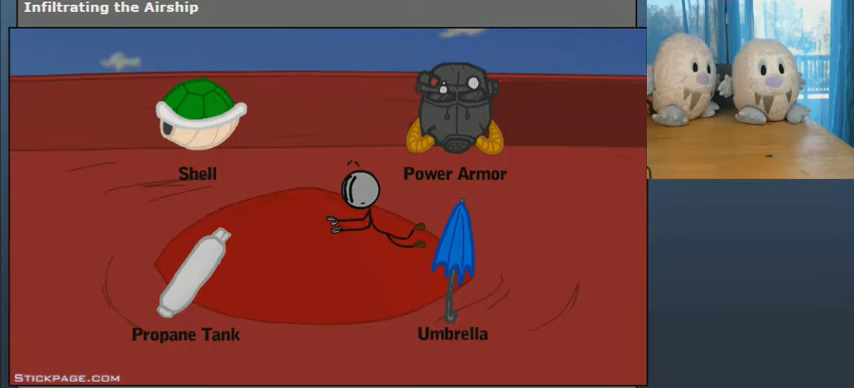 Infiltrating the Airship
Shell
Power Armor
Propane Tank
Umbrella
STICKPAGE.COM